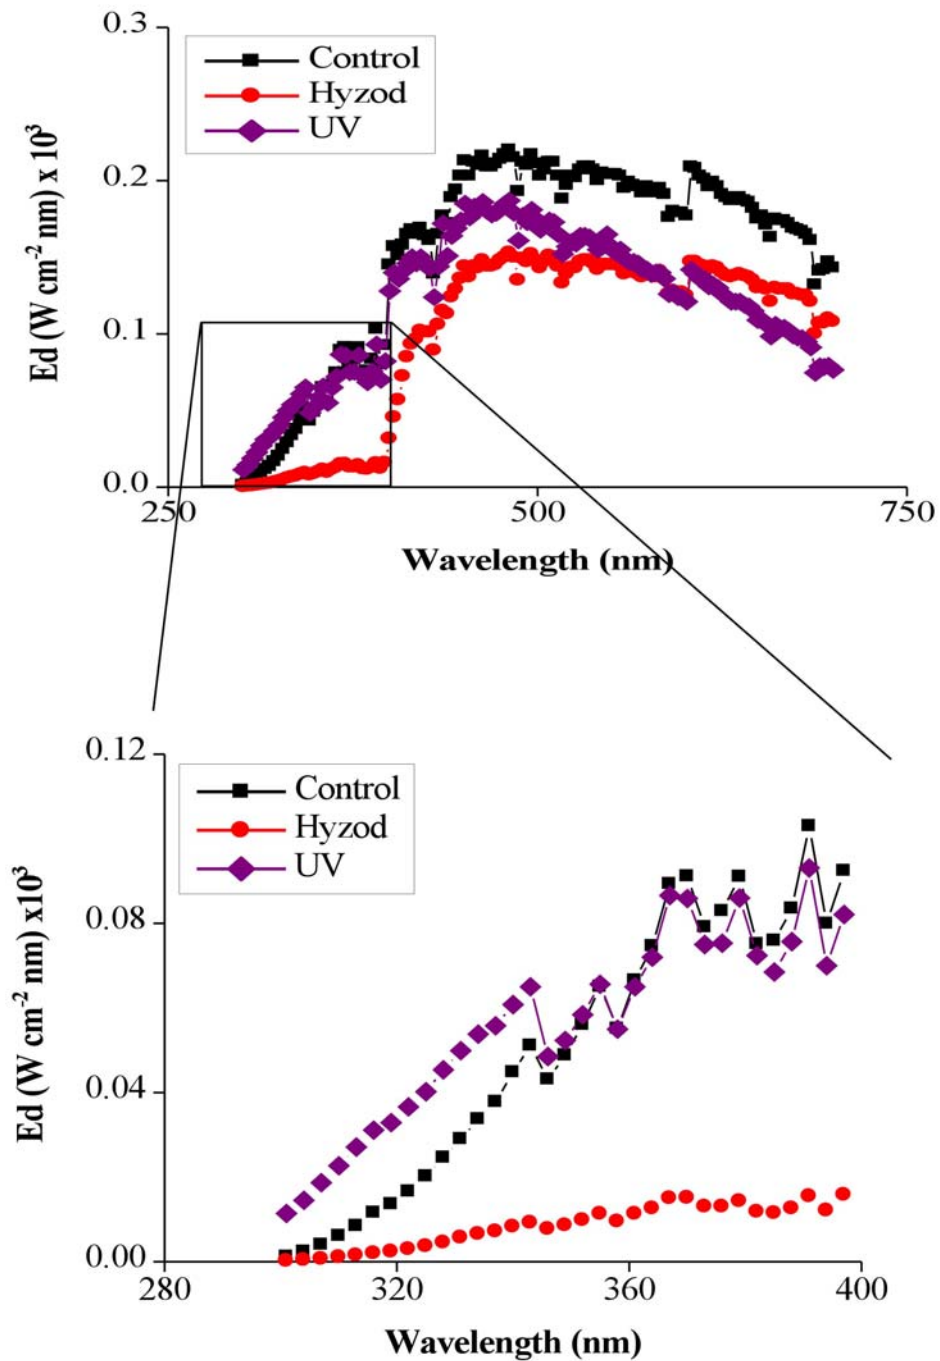 0.3
Control
Hyzod
UV
0.2
Ed (W cm-2 nm) x 10³
0.1
0.0
250
500
750
Wavelength (nm)
0.12
Control
Hyzod
UV
Ed (W cm-2 nm) x10³
0.08
0.04
0.00
280
320
360
400
Wavelength (nm)